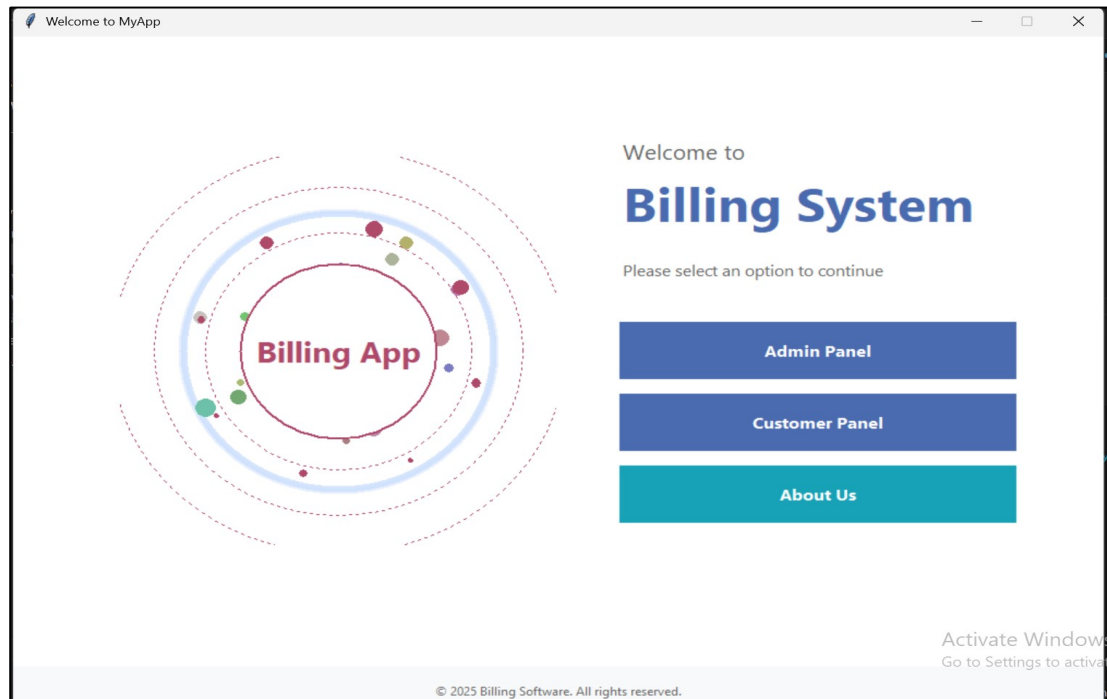 Welcome to MyApp
Welcome to
Billing System
Please select an option to continue
Billing App
Admin Panel
Customer Panel
About Us
Activate Windows
Go to Settings to activa
© 2025 Billing Software. All rights reserved.